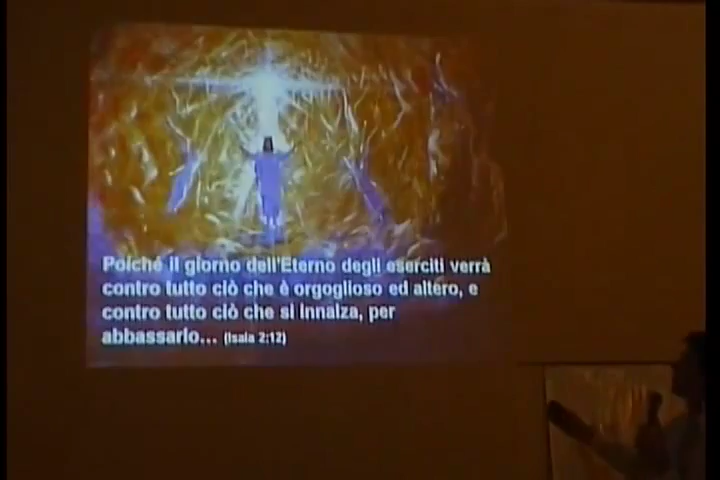 Poiché il giorno dell'Eterno degli eserciti verrà
contro tutto ciò che è orgoglioso ed altero, e
contro tutto ciò che si innalza, per
abbassarlo... (Isaia 2:12)